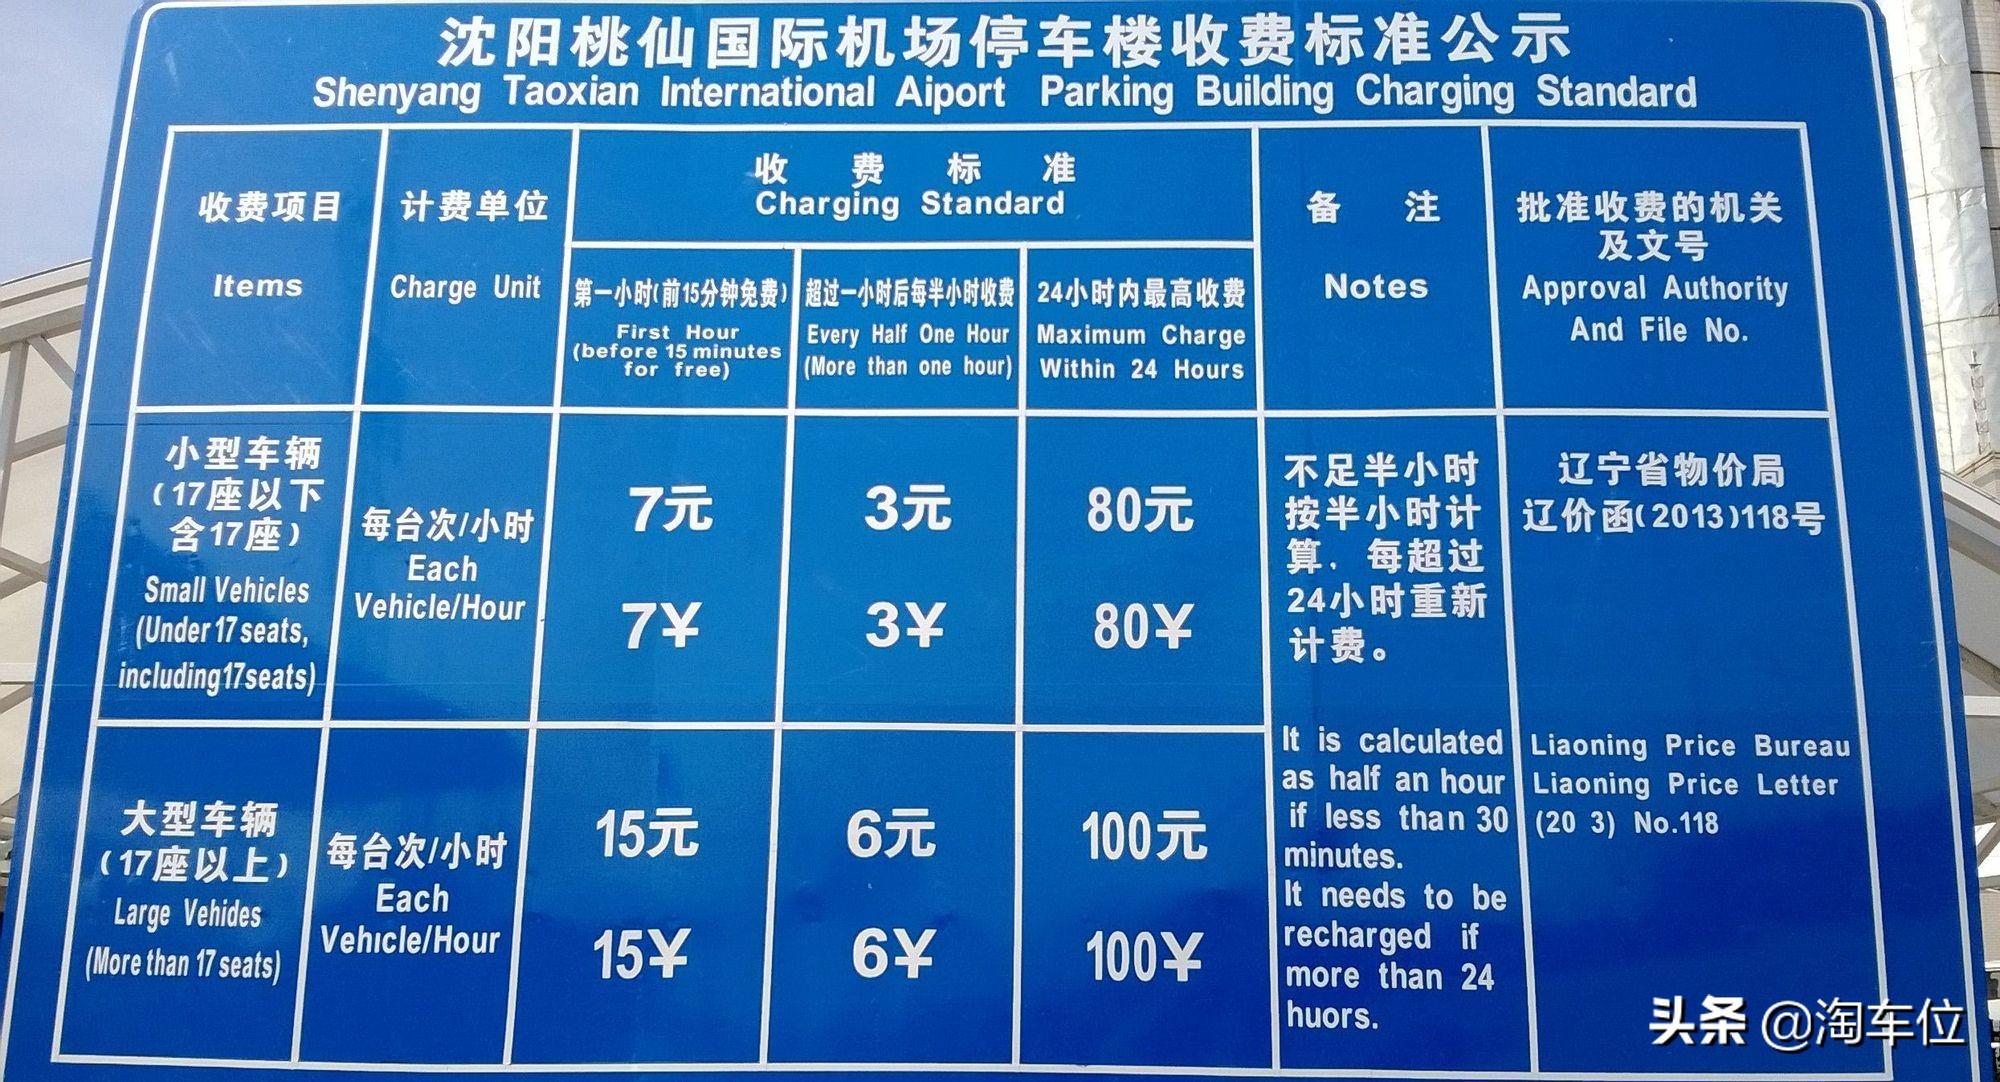 沈阳桃仙国际机场停车楼收费标准公示
Shenyang Taoxian International Aiport Parking Building Charging Standard
收费项目
Items
计费单位
Charge Unit
收费标准
Charging Standard
第一小时(前15分钟免费)
First Hour
(before 15 minutes
for free)
超过一小时后每半小时收费
Every Half One Hour
(More than one hour)
24小时内最高收费
Maximum Charge
Within 24 Hours
备注
Notes
批准收费的机关
及文号
Approval Authority
And File No.
小型车辆
(17座以下
含17座)
Small Vehicles
(Under 17 seats,
including17seats)
每台次/小时
Each
Vehicle/Hour
7元
7¥
3元
3¥
80元
80¥
不足半小时
按半小时计
算，每超过
24小时重新
计费。
It is calculated
as half an hour
if less than 30
minutes.
It needs to be
recharged if
more than 24
huors.
辽宁省物价局
辽价函(2013)118号
Liaoning Price Bureau
Liaoning Price Letter
(20 3) No.118
大型车辆
(17座以上)
Large Vehides
(More than 17 seats)
每台次/小时
Each
Vehicle/Hour
15元
15¥
6元
6¥
100元
100¥
头条 @淘车位